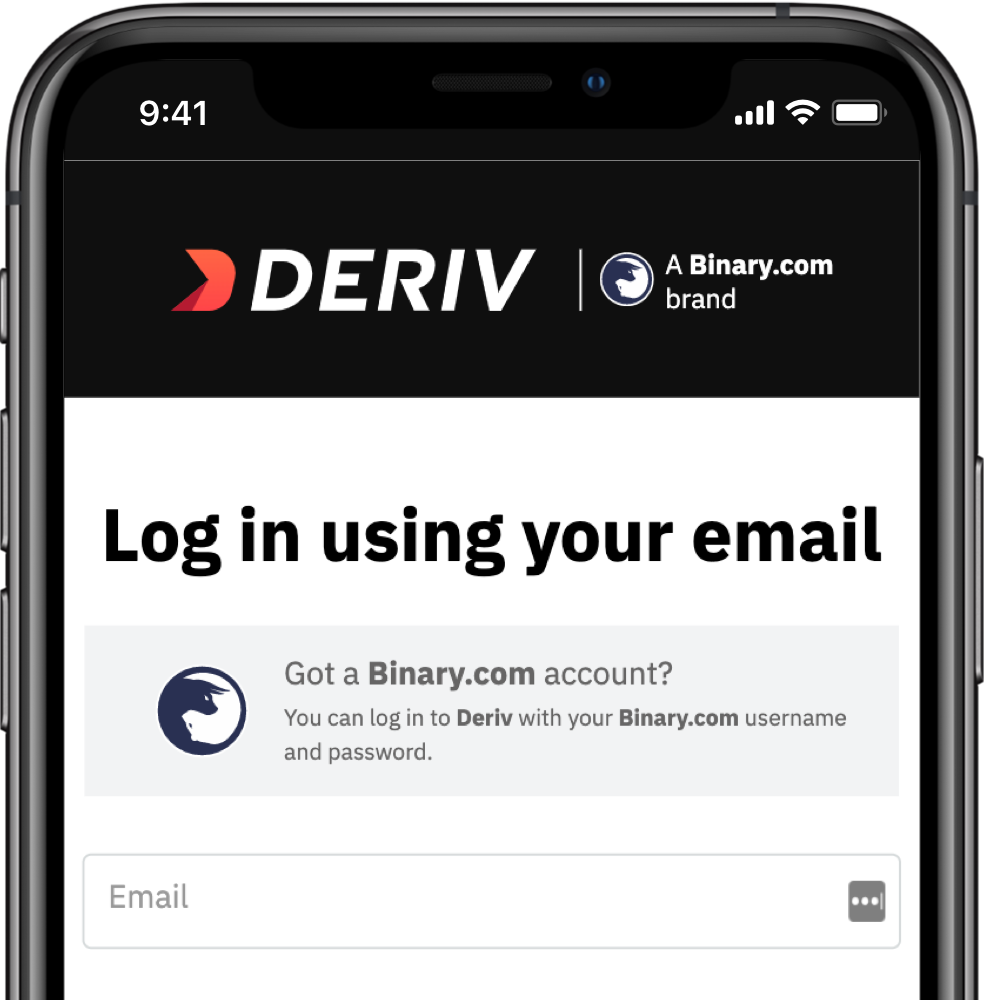 9:41
DERIV
A Binary.com
brand
Log in using your email
Got a Binary.com account?
You can log in to Deriv with your Binary.com username
and password.
Email